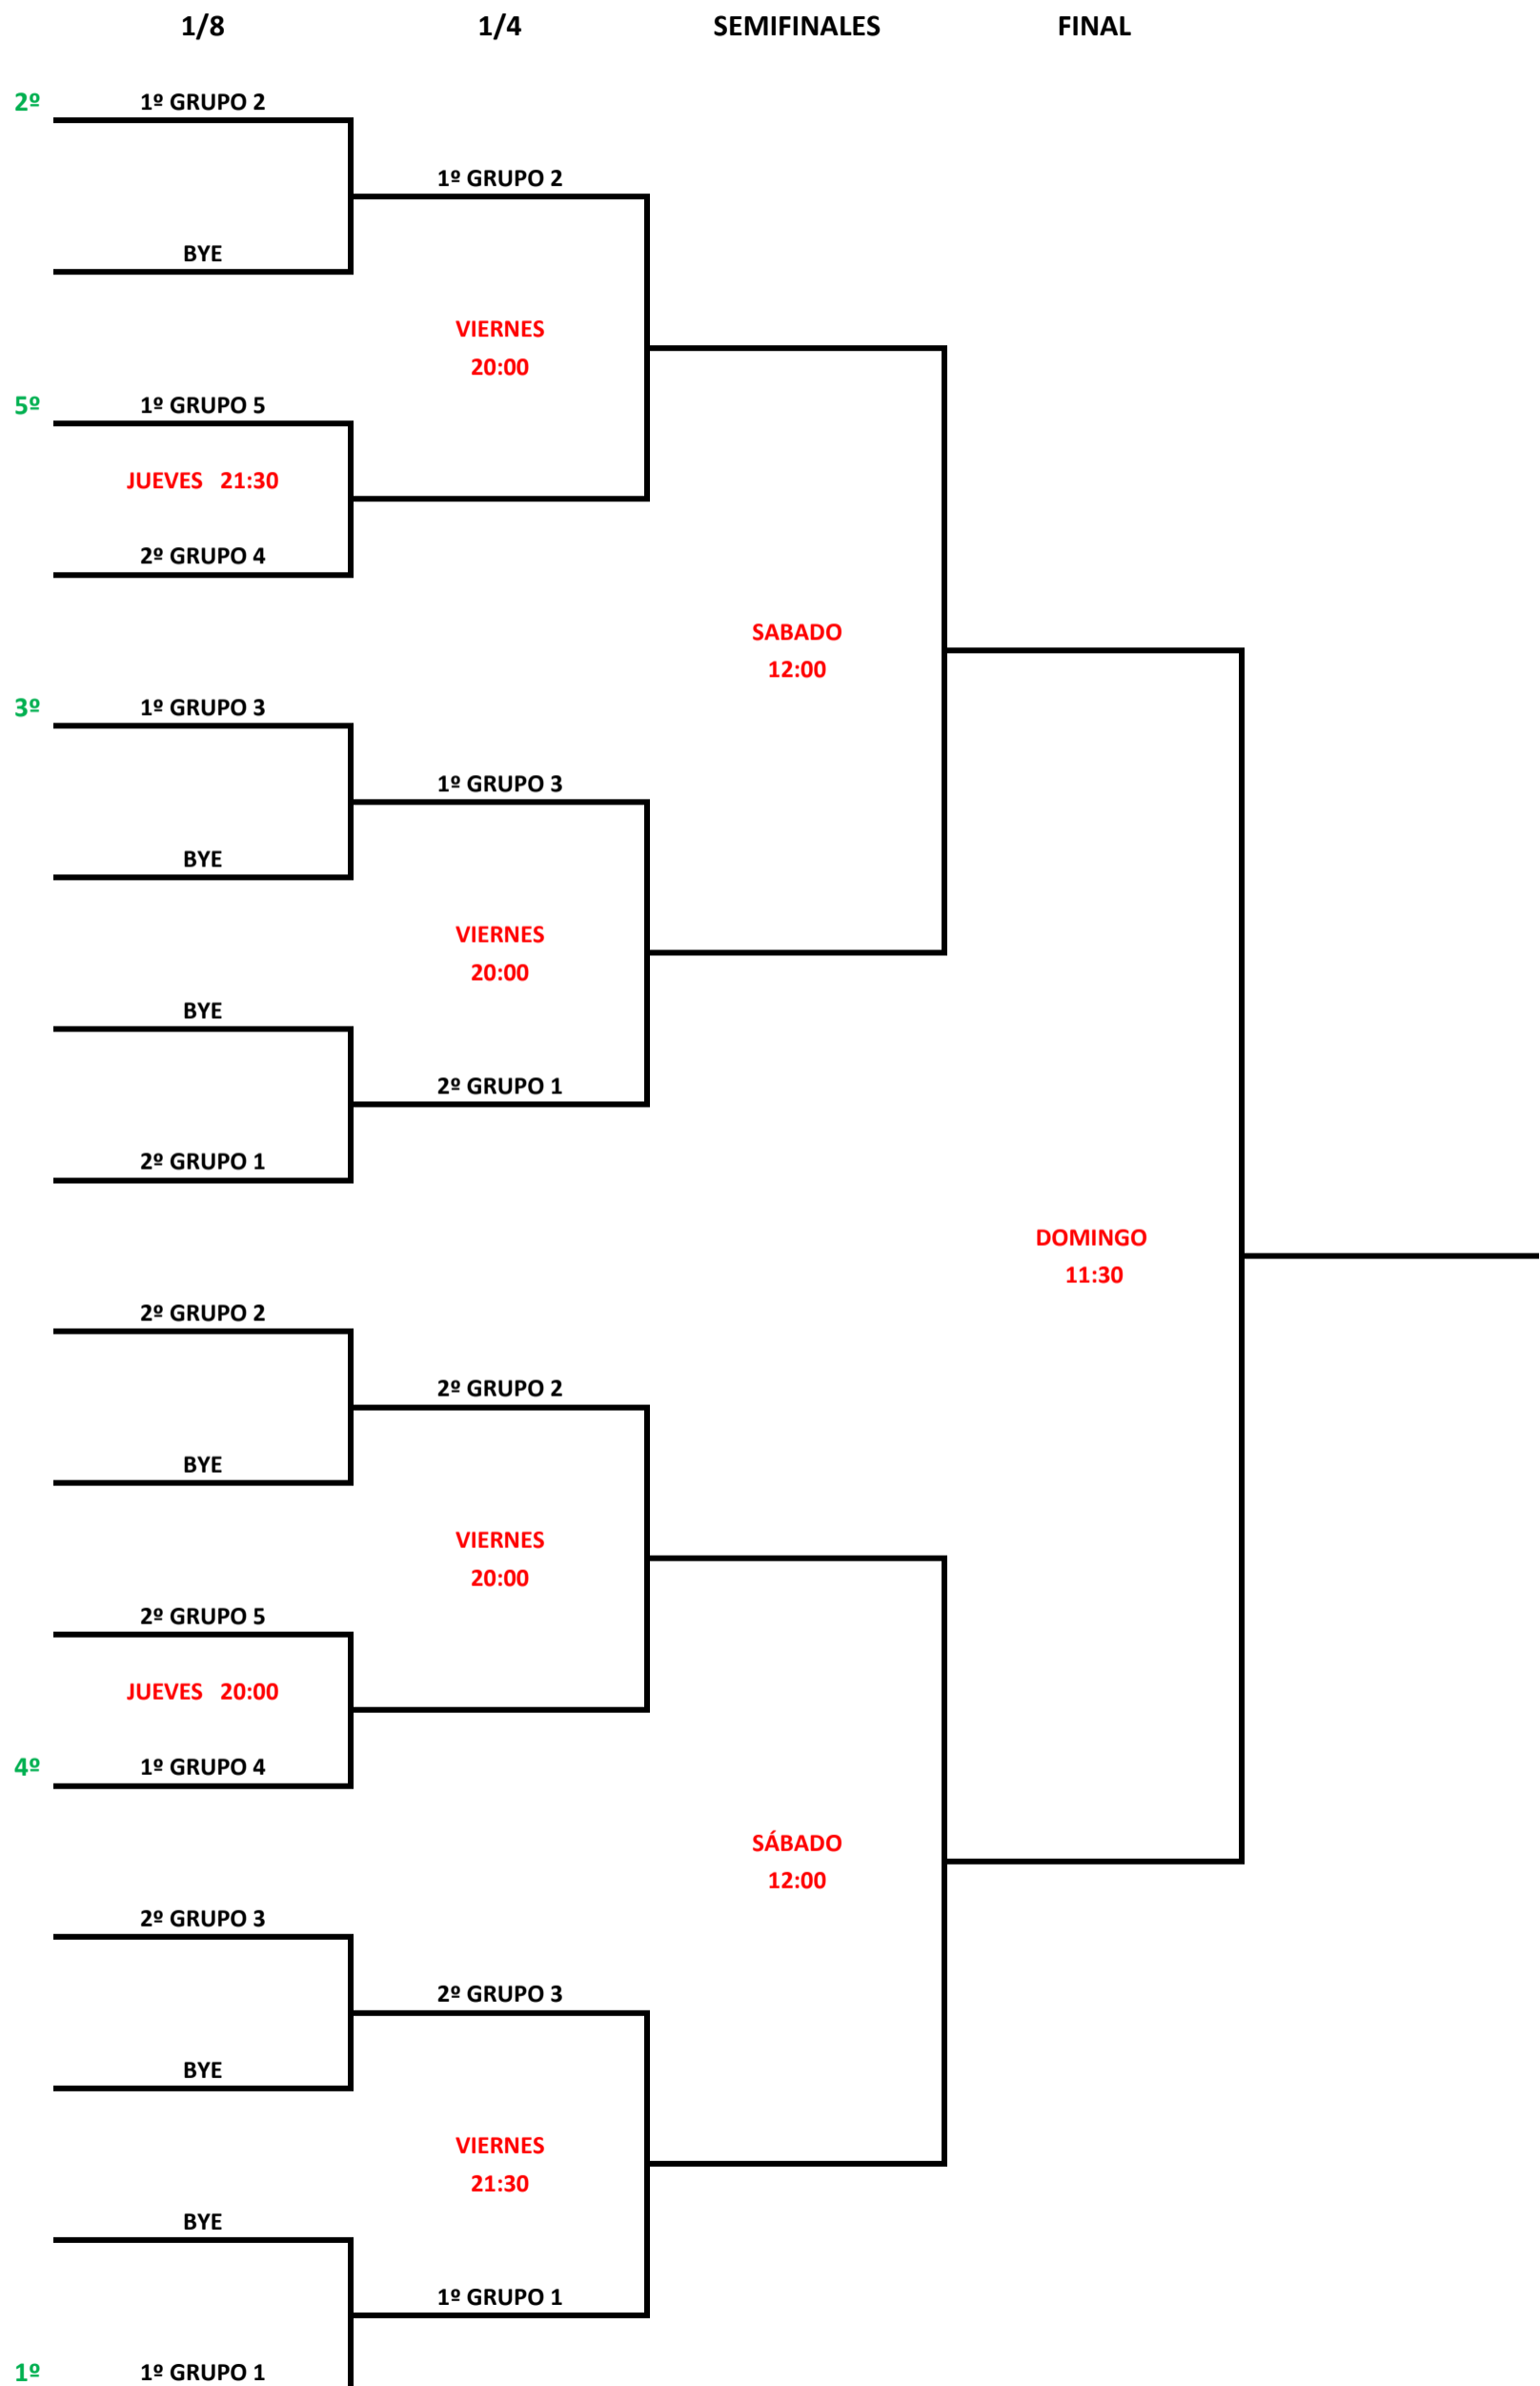 1/8 1/4 SEMIFINALES FINAL
2º 1º GRUPO 2
1º GRUPO 2
BYE
VIERNES
20:00
5º 1º GRUPO 5
JUEVES 21:30
2º GRUPO 4
SABADO
12:00
3º 1º GRUPO 3
1º GRUPO 3
BYE
VIERNES
20:00
BYE
2º GRUPO 1
2º GRUPO 1
DOMINGO
11:30
2º GRUPO 2
2º GRUPO 2
BYE
VIERNES
20:00
2º GRUPO 5
JUEVES 20:00
4º 1º GRUPO 4
SÁBADO
12:00
2º GRUPO 3
2º GRUPO 3
BYE
VIERNES
21:30
BYE
1º GRUPO 1
1º 1º GRUPO 1